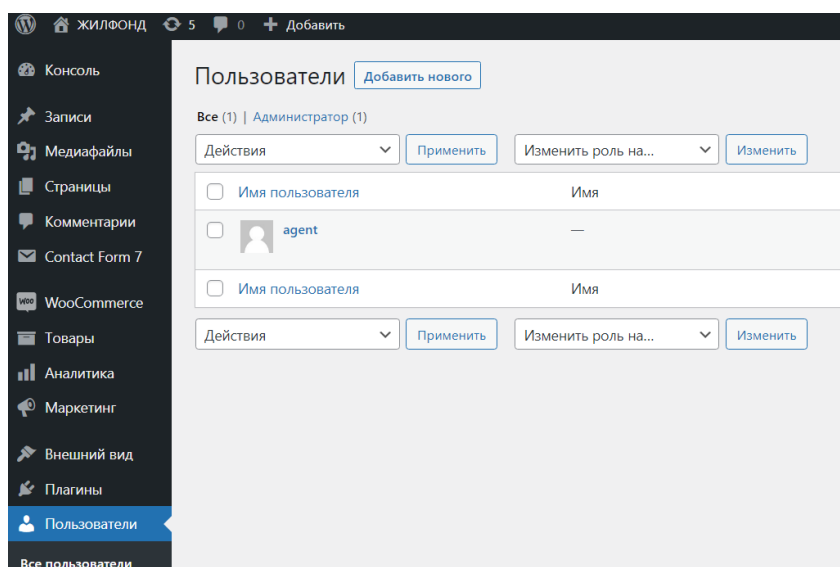 ЖИЛФОНД 5 0 Добавить
Консоль
Записи
Медиафайлы
Страницы
Комментарии
Contact Form 7
WooCommerce
Товары
Аналитика
Маркетинг
Внешний вид
Плагины
Пользователи
Все пользователи
Пользователи Добавить нового
Все (1) | Администратор (1)
Действия Применить Изменить роль на... Изменить
Имя пользователя Имя
agent —
Имя пользователя Имя
Действия Применить Изменить роль на... Изменить